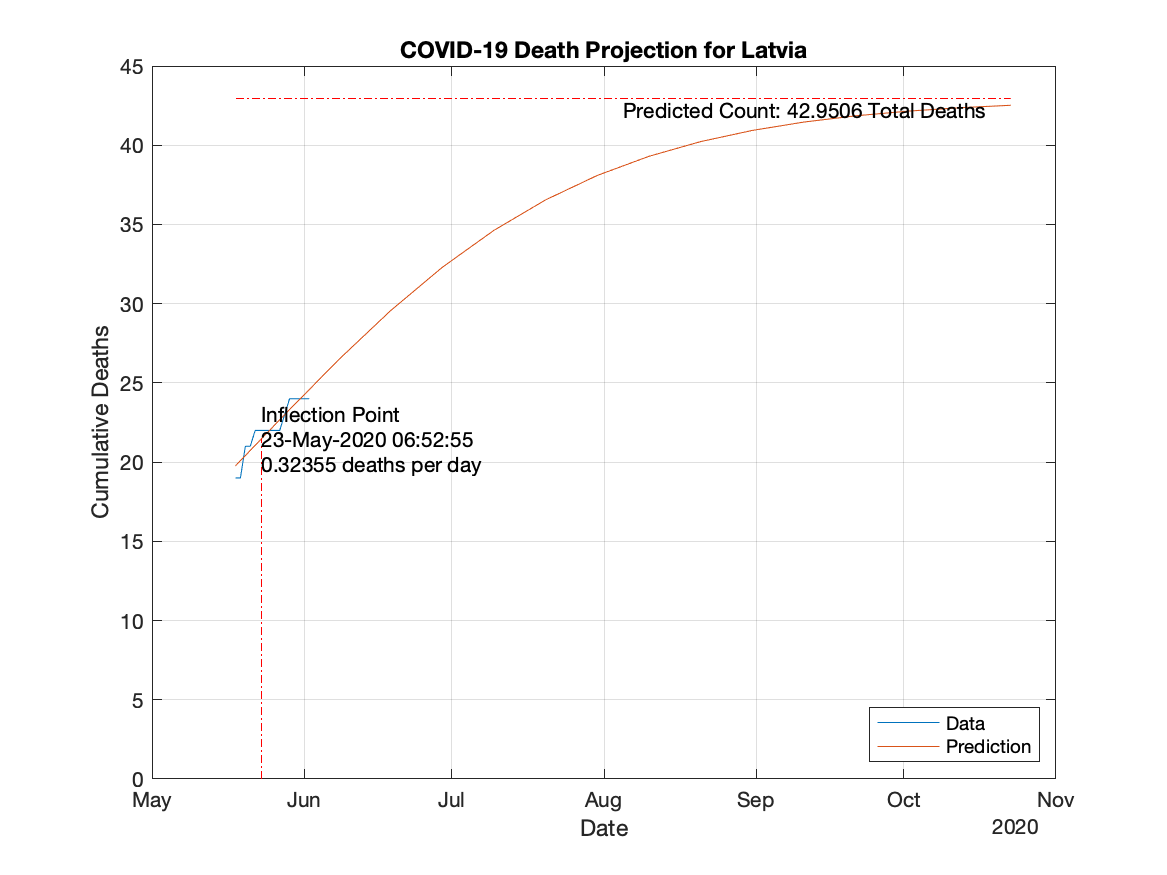 COVID-19 Death Projection for Latvia
45
40
35
30
25
20
15
10
5
0
Cumulative Deaths
Predicted Count: 42.9506 Total Deaths
Inflection Point
23-May-2020 06:52:55
0.32355 deaths per day
Data
Prediction
May Jun Jul Aug Sep Oct Nov
Date
2020